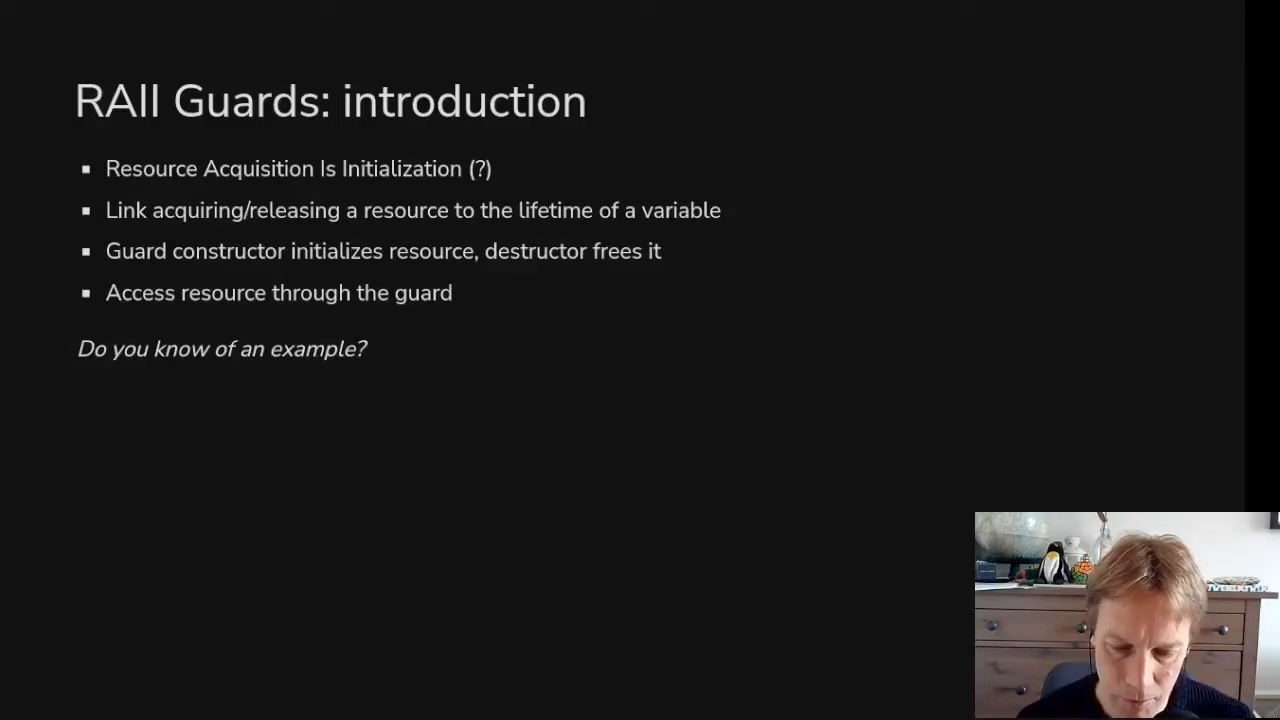 RAII Guards: introduction
▪ Resource Acquisition Is Initialization (?)
▪ Link acquiring/releasing a resource to the lifetime of a variable
▪ Guard constructor initializes resource, destructor frees it
▪ Access resource through the guard
Do you know of an example?